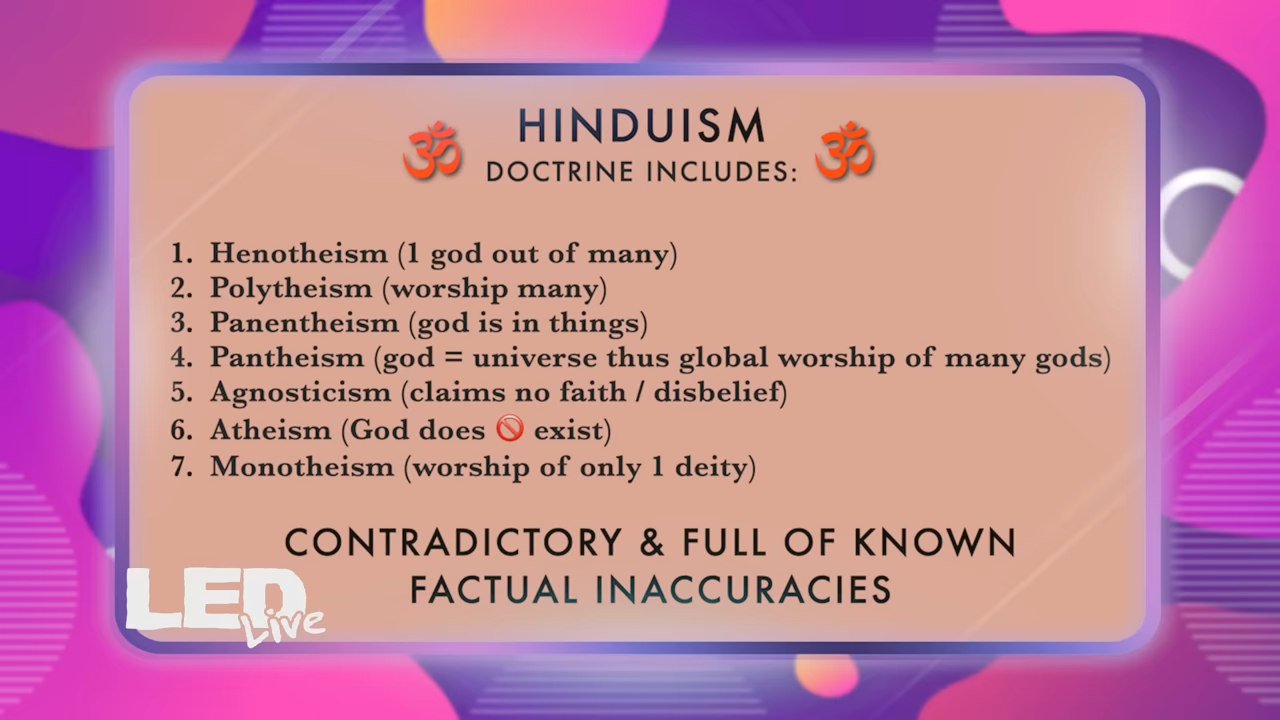 HINDUISM
ॐ DOCTRINE INCLUDES: ॐ
1. Henotheism (1 god out of many)
2. Polytheism (worship many)
3. Panentheism (god is in things)
4. Pantheism (god = universe thus global worship of many gods)
5. Agnosticism (claims no faith / disbelief)
6. Atheism (God does 🚫 exist)
7. Monotheism (worship of only 1 deity)
CONTRADICTORY & FULL OF KNOWN
FACTUAL INACCURACIES
LED
Live